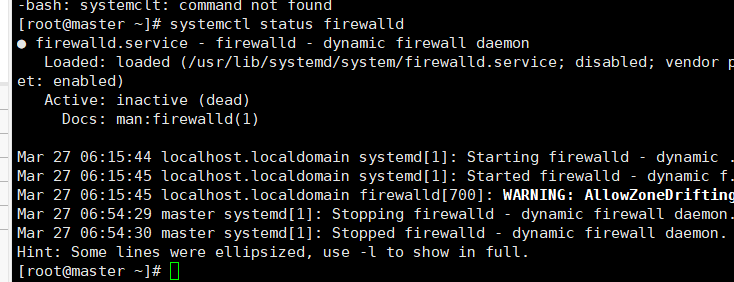 -bash: systemclt: command not found
[root@master ~]# systemctl status firewalld
● firewalld.service - firewalld - dynamic firewall daemon
   Loaded: loaded (/usr/lib/systemd/system/firewalld.service; disabled; vendor p
et: enabled)
   Active: inactive (dead)
     Docs: man:firewalld(1)

Mar 27 06:15:44 localhost.localdomain systemd[1]: Starting firewalld - dynamic .
Mar 27 06:15:45 localhost.localdomain systemd[1]: Started firewalld - dynamic f.
Mar 27 06:15:45 localhost.localdomain firewalld[700]: WARNING: AllowZoneDrifting
Mar 27 06:54:29 master systemd[1]: Stopping firewalld - dynamic firewall daemon.
Mar 27 06:54:30 master systemd[1]: Stopped firewalld - dynamic firewall daemon.
Hint: Some lines were ellipsized, use -l to show in full.
[root@master ~]#